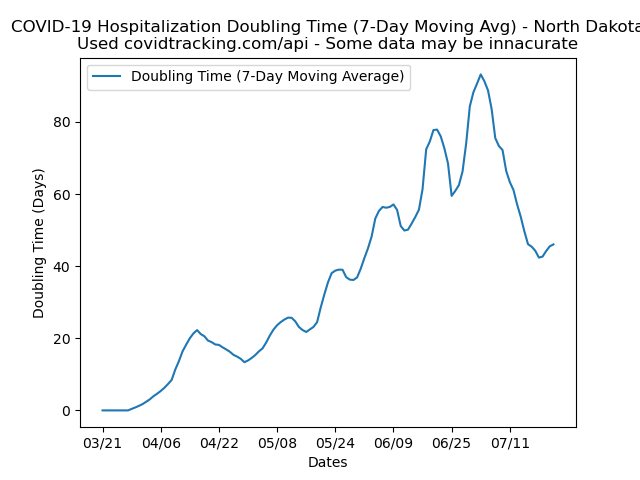 COVID-19 Hospitalization Doubling Time (7-Day Moving Avg) - North Dakota
Used covidtracking.com/api - Some data may be innacurate
Doubling Time (7-Day Moving Average)
Doubling Time (Days)
80
60
40
20
0
03/21 04/06 04/22 05/08 05/24 06/09 06/25 07/11
Dates